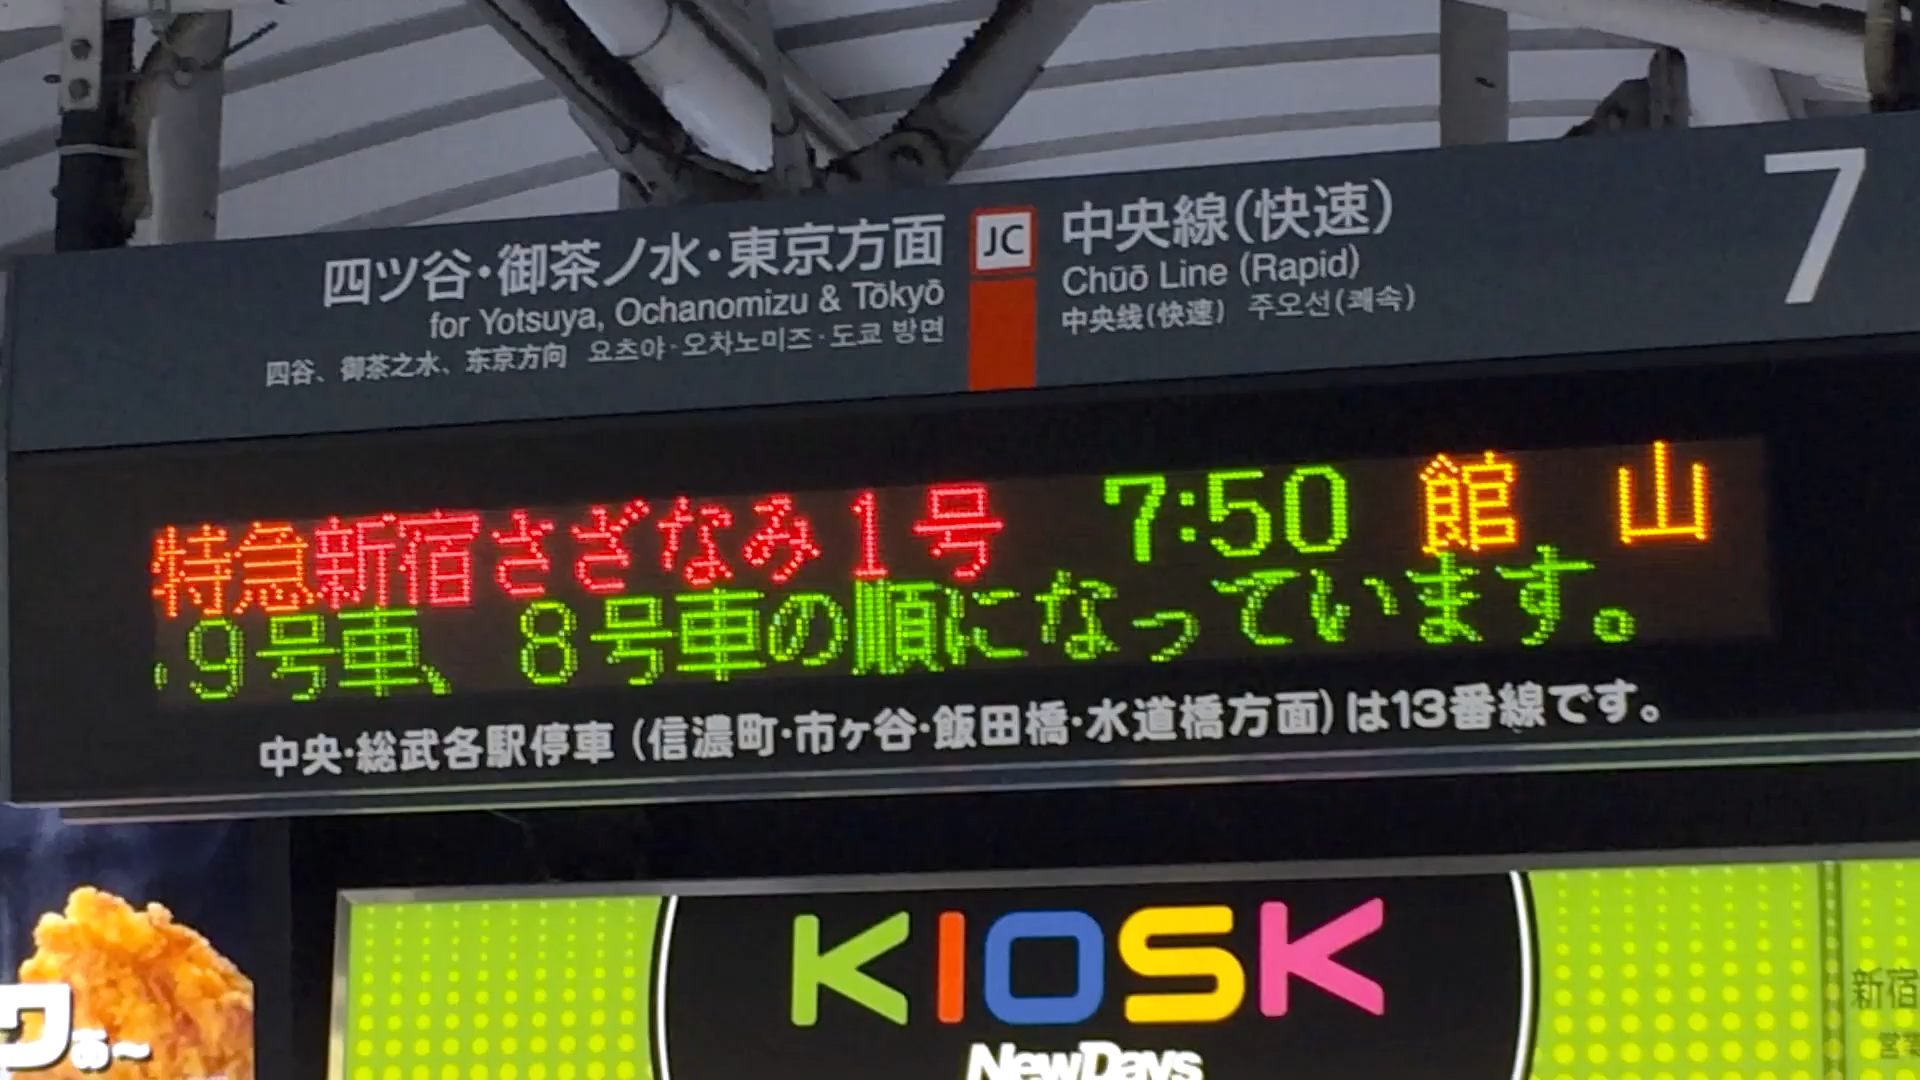 四ツ谷・御茶ノ水・東京方面
for Yotsuya, Ochanomizu & Tōkyō
四谷、御茶之水、东京方向 요츠야·오차노미즈·도쿄 방면
JC
中央線(快速)
Chūō Line (Rapid)
中央线(快速) 주오선(쾌속)
7
特急新宿さざなみ1号 7:50 館山
9号車、8号車の順になっています。
中央・総武各駅停車(信濃町・市ヶ谷・飯田橋・水道橋方面)は13番線です。
KIOSK
NewDays
新宿